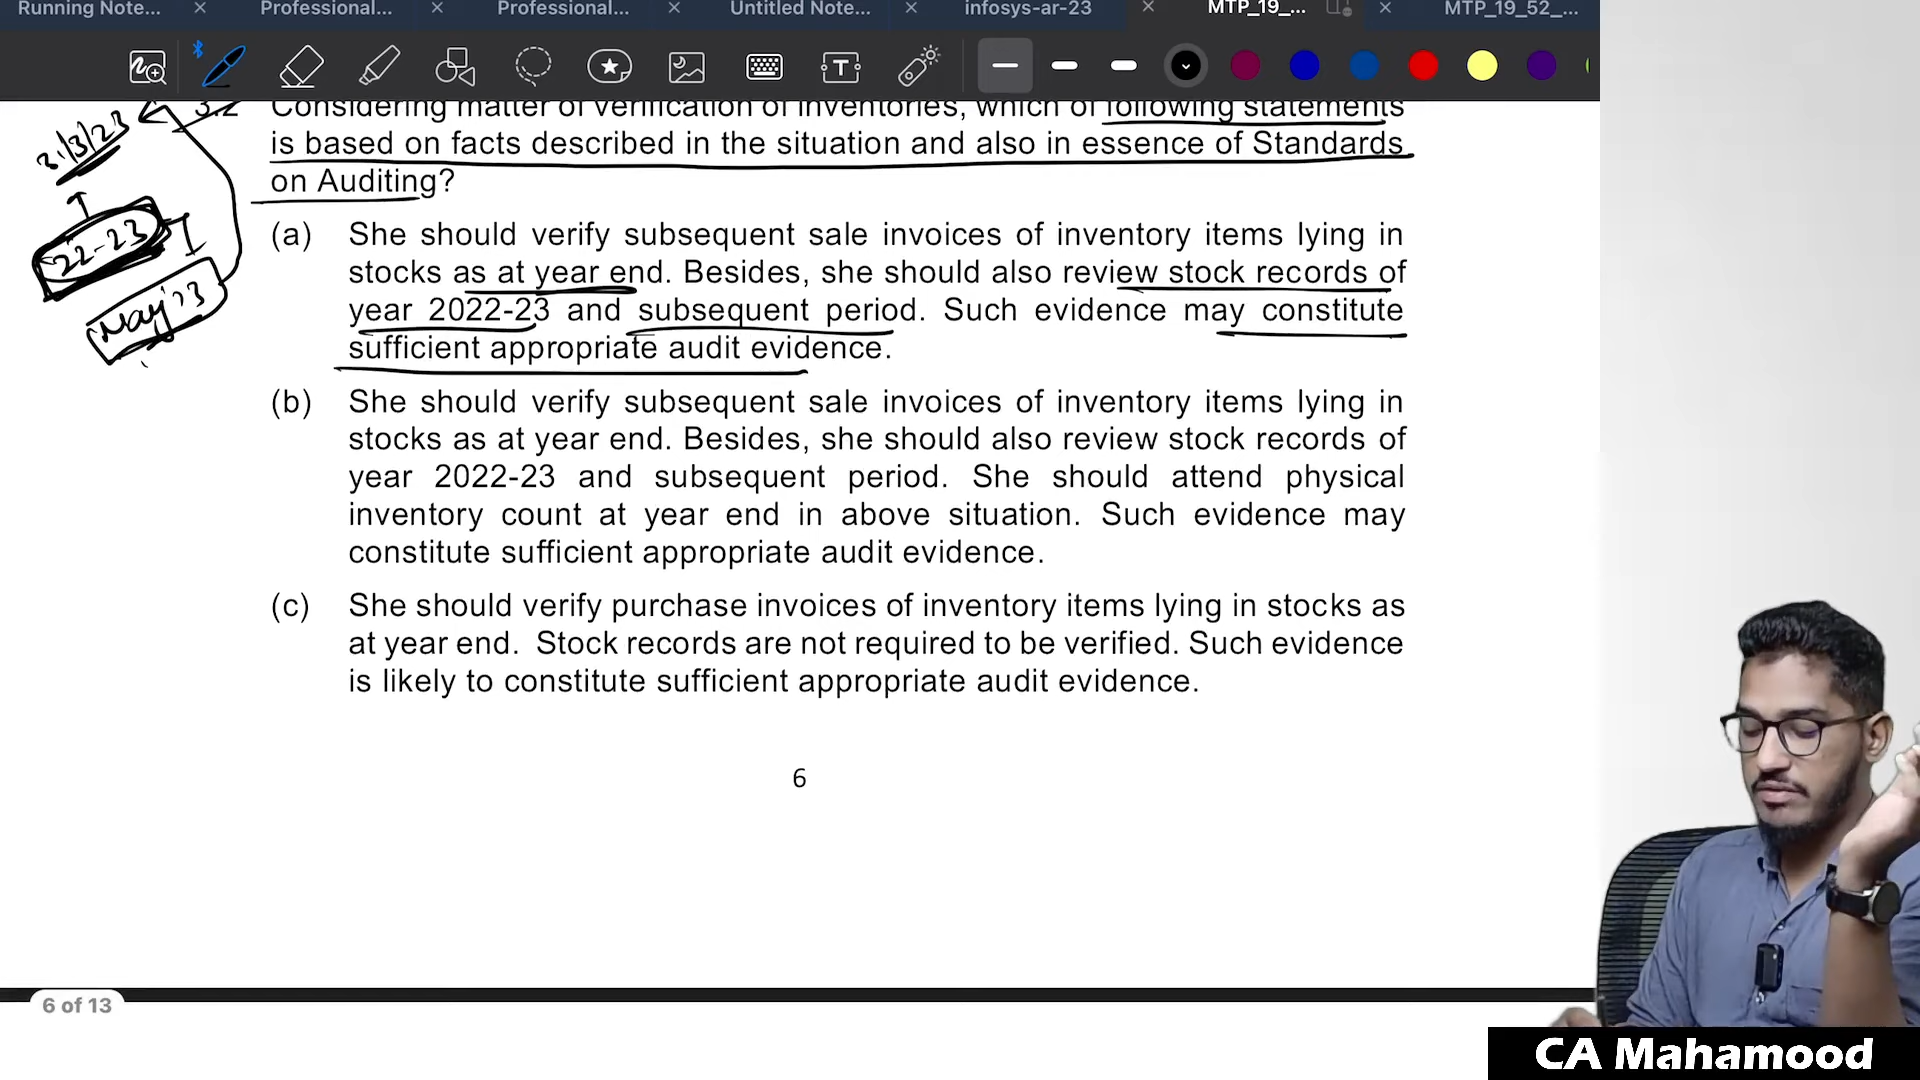 Running Note...
Professional...
Professional...
Untitled Note...
infosys-ar-23
MTP_19_...
MTP_19_52_...
3.2 Considering matter of verification of inventories, which of following statements
is based on facts described in the situation and also in essence of Standards
on Auditing?
31/3/23
22-23
May'23
(a) She should verify subsequent sale invoices of inventory items lying in
stocks as at year end. Besides, she should also review stock records of
year 2022-23 and subsequent period. Such evidence may constitute
sufficient appropriate audit evidence.
(b) She should verify subsequent sale invoices of inventory items lying in
stocks as at year end. Besides, she should also review stock records of
year 2022-23 and subsequent period. She should attend physical
inventory count at year end in above situation. Such evidence may
constitute sufficient appropriate audit evidence.
(c) She should verify purchase invoices of inventory items lying in stocks as
at year end. Stock records are not required to be verified. Such evidence
is likely to constitute sufficient appropriate audit evidence.
6
6 of 13
CA Mahamood